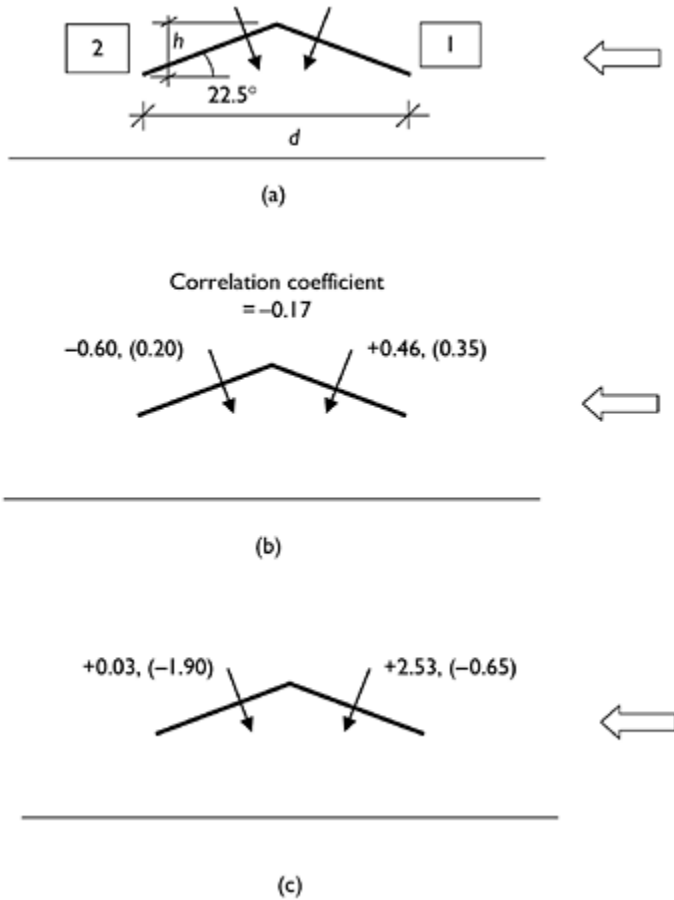 2
h
1
22.5°
d
(a)
Correlation coefficient
= –0.17
–0.60, (0.20)
+0.46, (0.35)
(b)
+0.03, (–1.90)
+2.53, (–0.65)
(c)